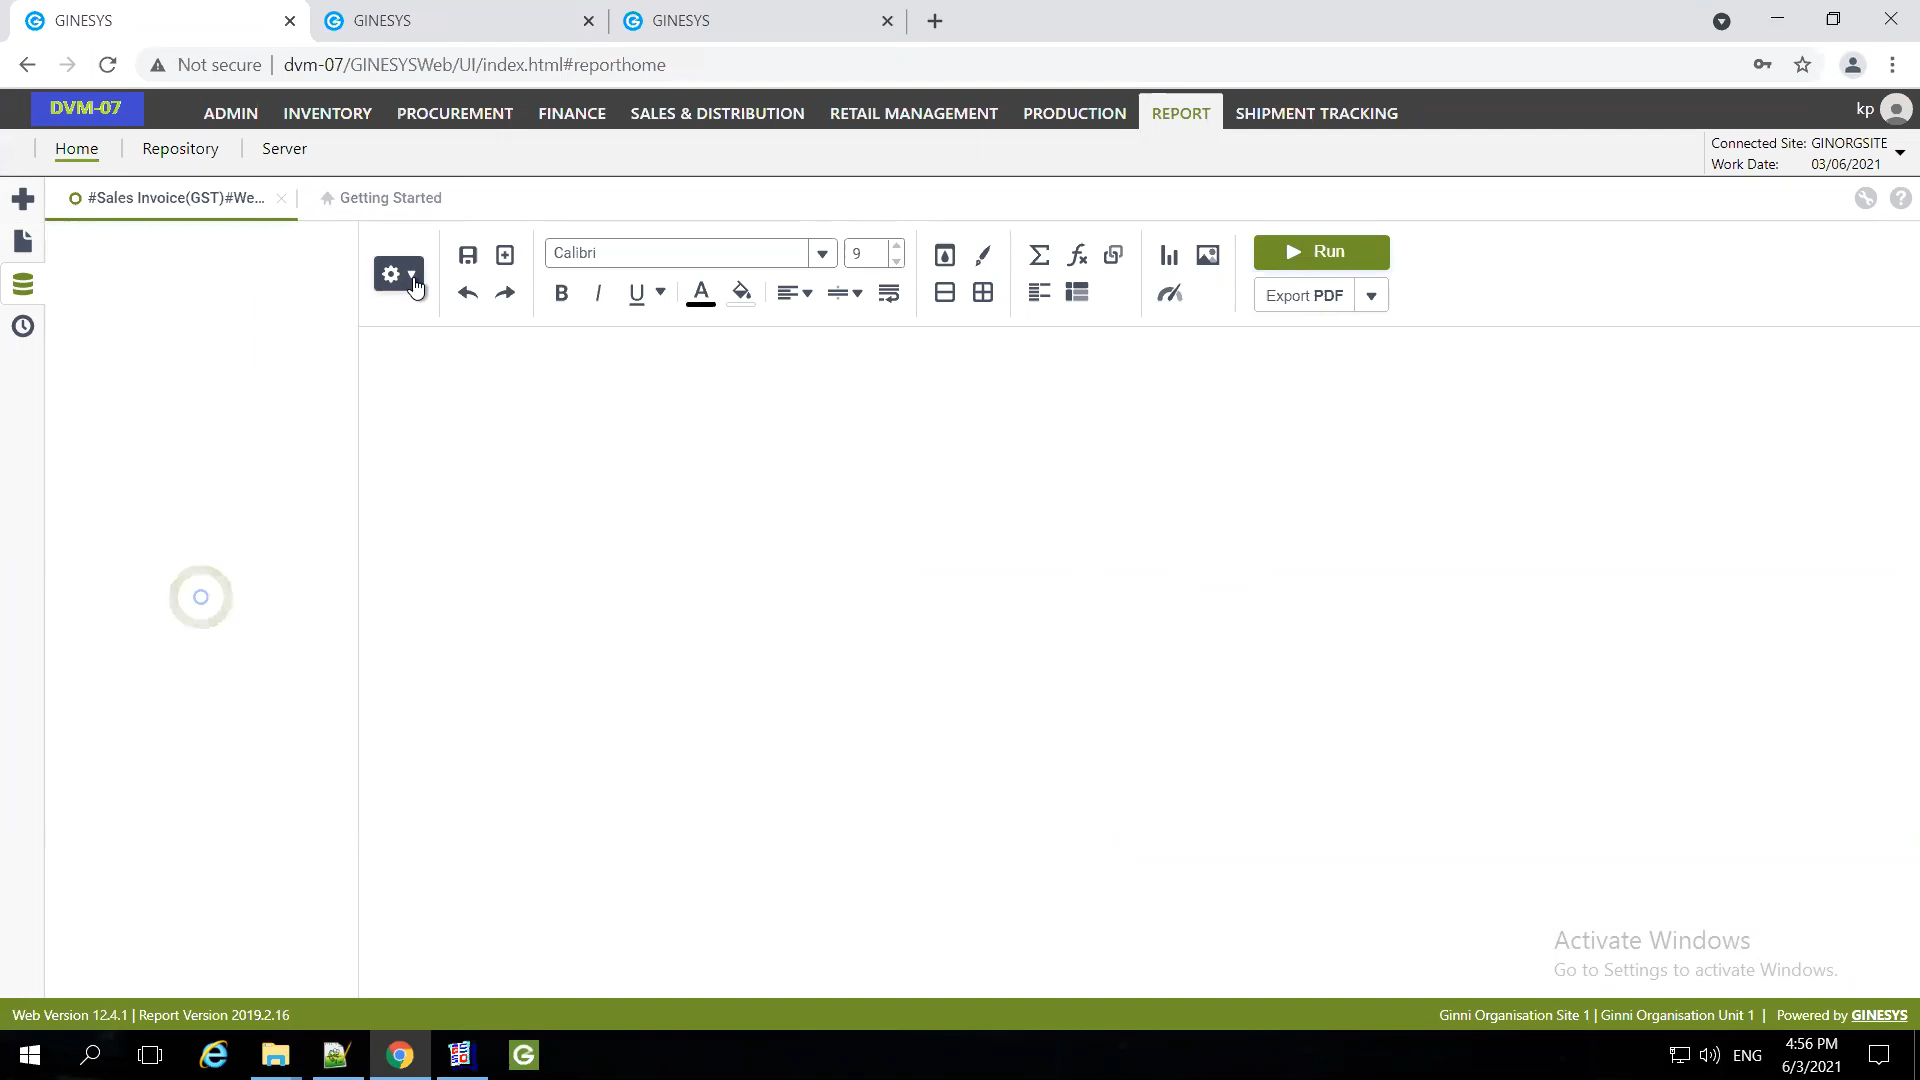 GINESYS
GINESYS
GINESYS
Not secure
dvm-07/GINESYSWeb/UI/index.html#reporthome
DVM-07
ADMIN
INVENTORY
PROCUREMENT
FINANCE
SALES & DISTRIBUTION
RETAIL MANAGEMENT
PRODUCTION
REPORT
SHIPMENT TRACKING
kp
Home
Repository
Server
Connected Site: GINORGSITE
Work Date: 03/06/2021
#Sales Invoice(GST)#We...
Getting Started
Calibri
9
Run
B
I
U
A
Export PDF
Activate Windows
Go to Settings to activate Windows.
Web Version 12.4.1 | Report Version 2019.2.16
Ginni Organisation Site 1 | Ginni Organisation Unit 1 | Powered by GINESYS
ENG
4:56 PM
6/3/2021